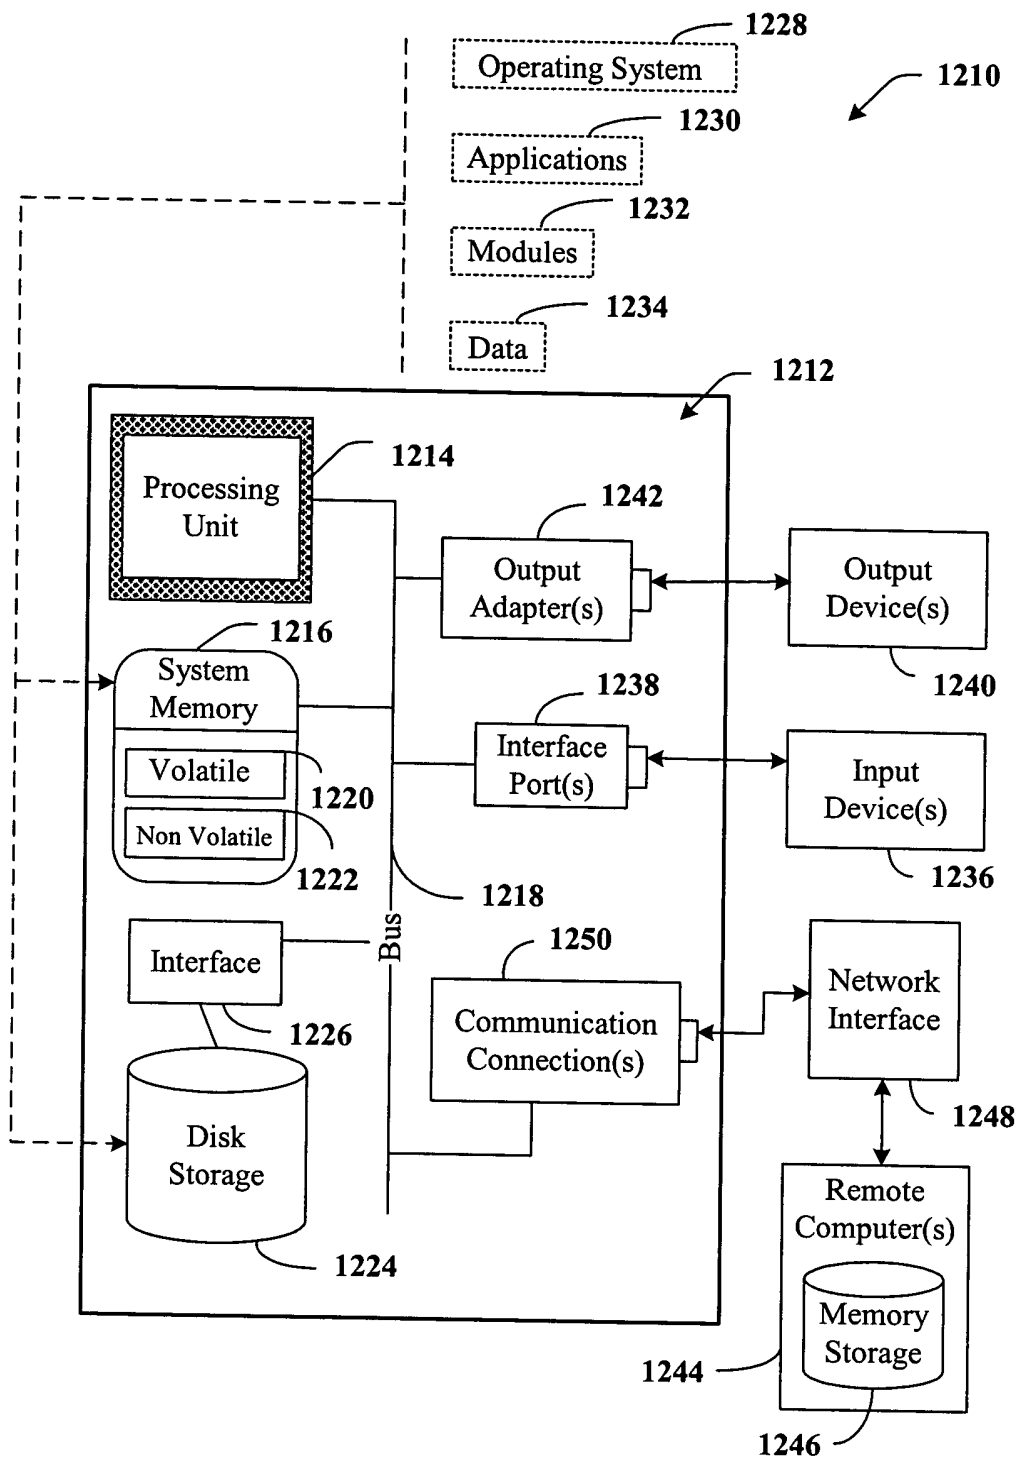 1228
Operating System
1210
1230
Applications
1232
Modules
1234
Data
1212
1214
Processing
Unit
1242
Output
Adapter(s)
Output
Device(s)
1240
1216
System
Memory
1238
Interface
Port(s)
Input
Device(s)
1236
Volatile
1220
Non Volatile
1222
1218
Bus
Interface
1226
1250
Communication
Connection(s)
Network
Interface
1248
Disk
Storage
1224
Remote
Computer(s)
Memory
Storage
1244
1246